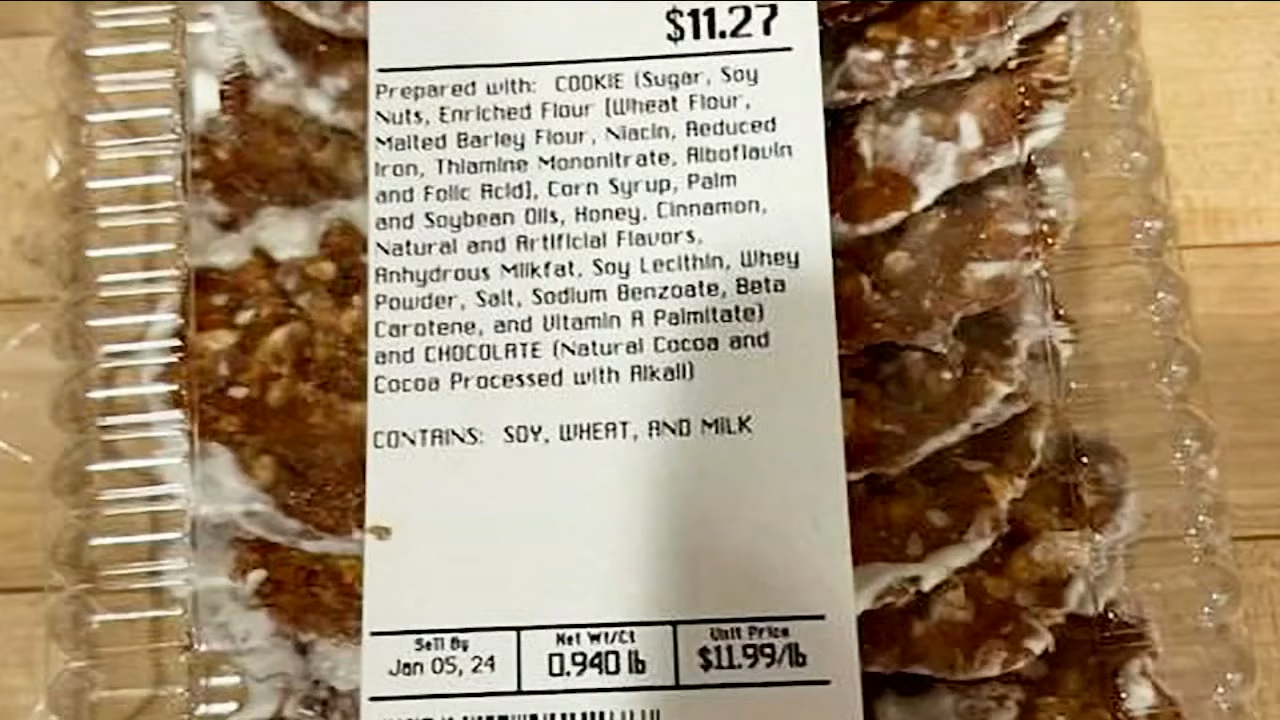 $11.27
Prepared with: COOKIE (Sugar, Soy
Nuts, Enriched Flour [Wheat Flour,
Malted Barley Flour, Niacin, Reduced
Iron, Thiamine Mononitrate, Riboflavin
and Folic Acid], Corn Syrup, Palm
and Soybean Oils, Honey, Cinnamon,
Natural and Artificial Flavors,
Anhydrous Milkfat, Soy Lecithin, Whey
Powder, Salt, Sodium Benzoate, Beta
Carotene, and Vitamin A Palmitate)
and CHOCOLATE (Natural Cocoa and
Cocoa Processed with Alkali)
CONTAINS: SOY, WHEAT, AND MILK
Sell By Net Wt/Ct Unit Price
Jan 05, 24 0.940 lb $11.99/lb